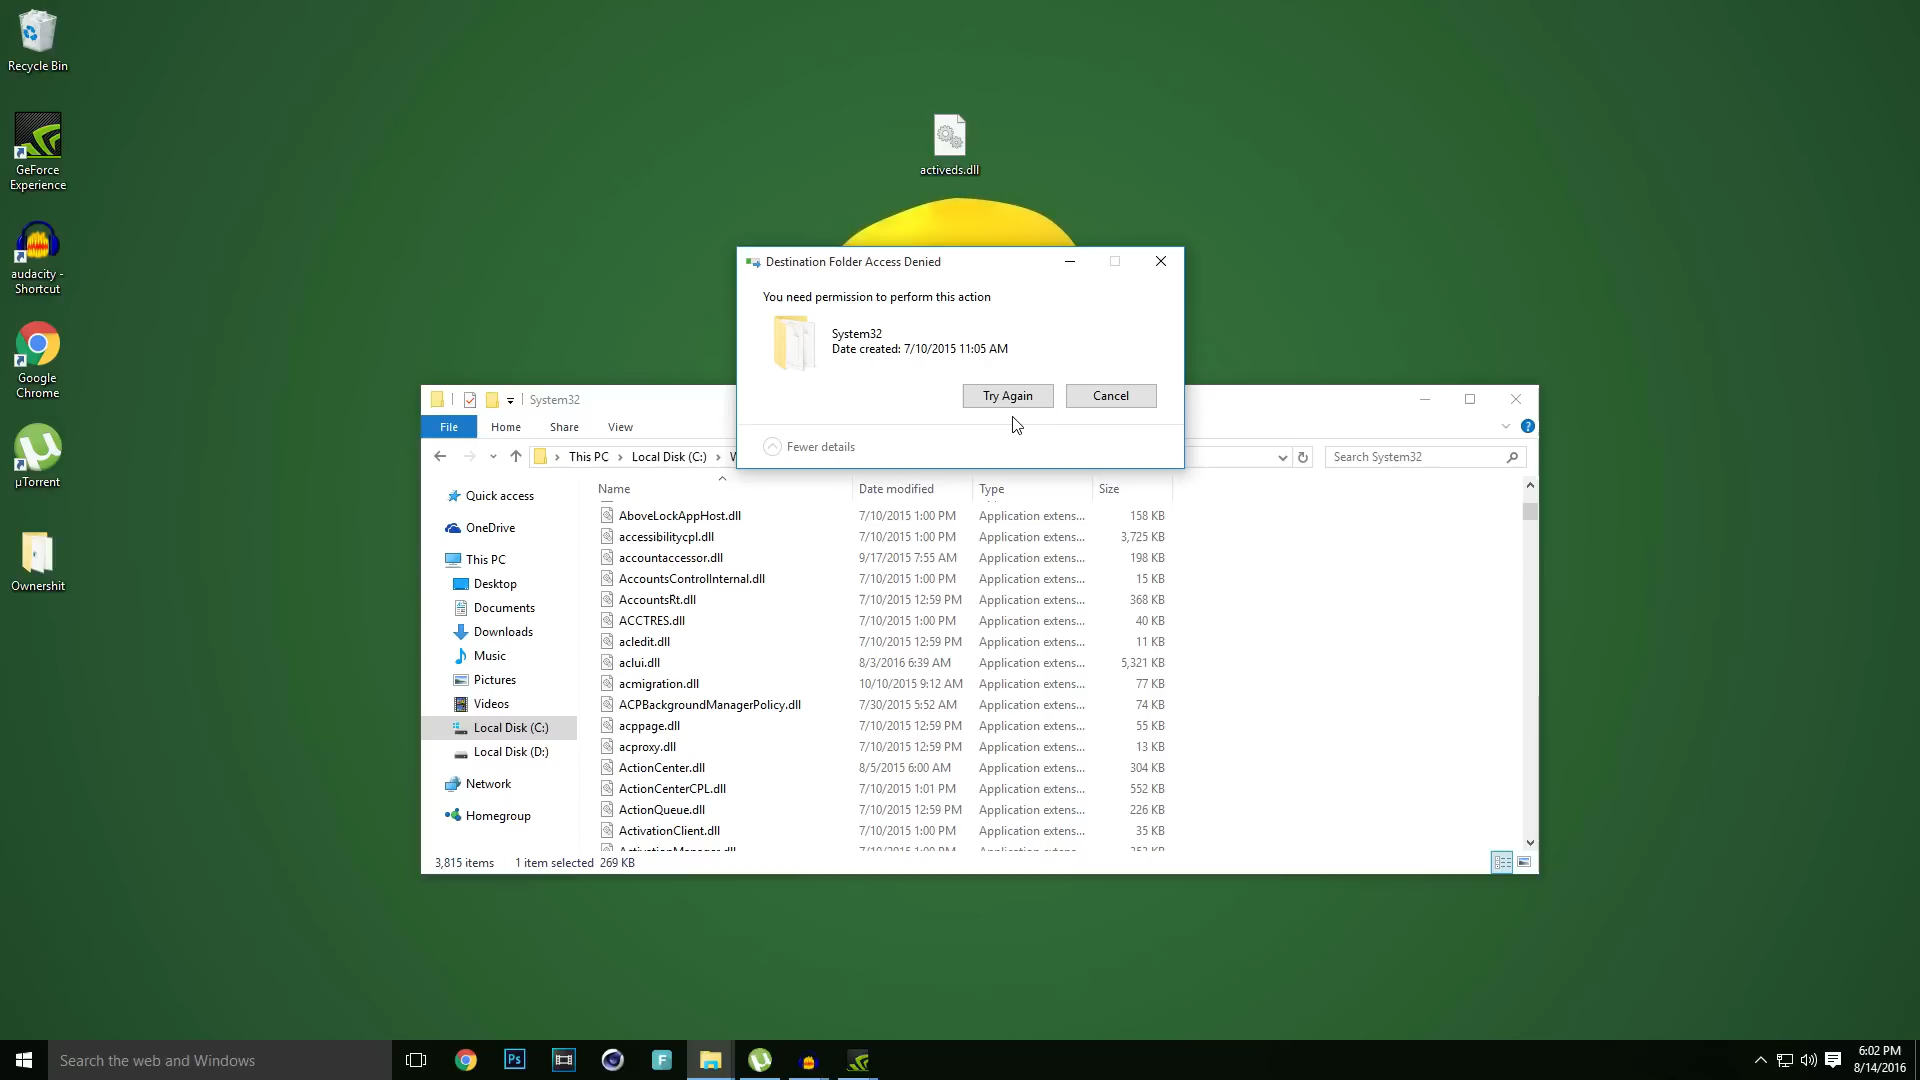 Recycle Bin
GeForce
Experience
audacity -
Shortcut
Google
Chrome
µTorrent
Ownershit
activeds.dll
Destination Folder Access Denied
You need permission to perform this action
System32
Date created: 7/10/2015 11:05 AM
Try Again Cancel
Fewer details
System32
File Home Share View
This PC Local Disk (C:)
Search System32
Quick access
OneDrive
This PC
Desktop
Documents
Downloads
Music
Pictures
Videos
Local Disk (C:)
Local Disk (D:)
Network
Homegroup
Name Date modified Type Size
AboveLockAppHost.dll 7/10/2015 1:00 PM Application extens... 158 KB
accessibilitycpl.dll 7/10/2015 1:00 PM Application extens... 3,725 KB
accountaccessor.dll 9/17/2015 7:55 AM Application extens... 198 KB
AccountsControlInternal.dll 7/10/2015 1:00 PM Application extens... 15 KB
AccountsRt.dll 7/10/2015 12:59 PM Application extens... 368 KB
ACCTRES.dll 7/10/2015 1:00 PM Application extens... 40 KB
acledit.dll 7/10/2015 12:59 PM Application extens... 11 KB
aclui.dll 8/3/2016 6:39 AM Application extens... 5,321 KB
acmigration.dll 10/10/2015 9:12 AM Application extens... 77 KB
ACPBackgroundManagerPolicy.dll 7/30/2015 5:52 AM Application extens... 74 KB
acppage.dll 7/10/2015 12:59 PM Application extens... 55 KB
acproxy.dll 7/10/2015 12:59 PM Application extens... 13 KB
ActionCenter.dll 8/5/2015 6:00 AM Application extens... 304 KB
ActionCenterCPL.dll 7/10/2015 1:01 PM Application extens... 552 KB
ActionQueue.dll 7/10/2015 12:59 PM Application extens... 226 KB
ActivationClient.dll 7/10/2015 1:00 PM Application extens... 35 KB
3,815 items 1 item selected 269 KB
Search the web and Windows
Ps
F
6:02 PM
8/14/2016